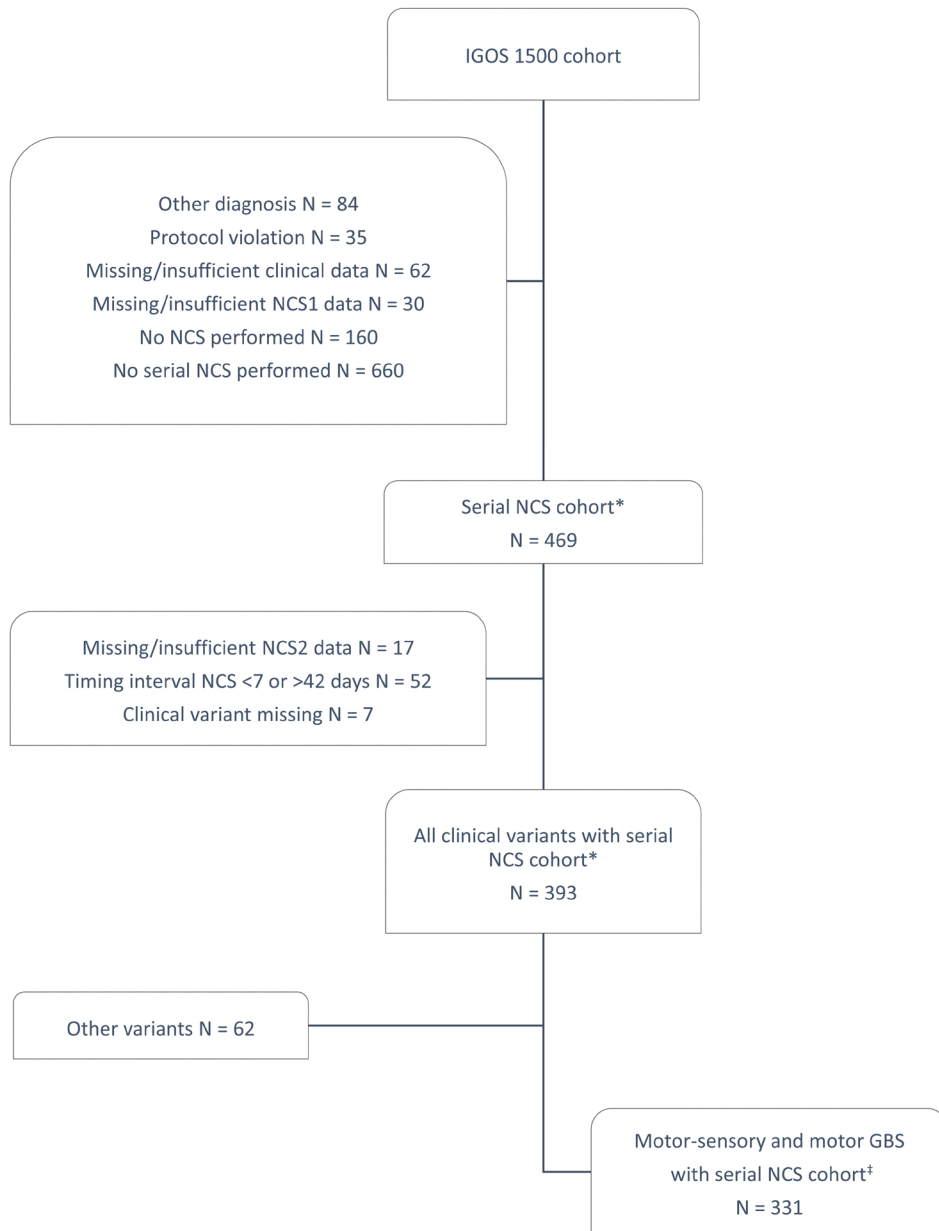 IGOS 1500 cohort
Other diagnosis N = 84
Protocol violation N = 35
Missing/insufficient clinical data N = 62
Missing/insufficient NCS1 data N = 30
No NCS performed N = 160
No serial NCS performed N = 660
Serial NCS cohort*
N = 469
Missing/insufficient NCS2 data N = 17
Timing interval NCS <7 or >42 days N = 52
Clinical variant missing N = 7
All clinical variants with serial
NCS cohort*
N = 393
Other variants N = 62
Motor-sensory and motor GBS
with serial NCS cohort‡
N = 331